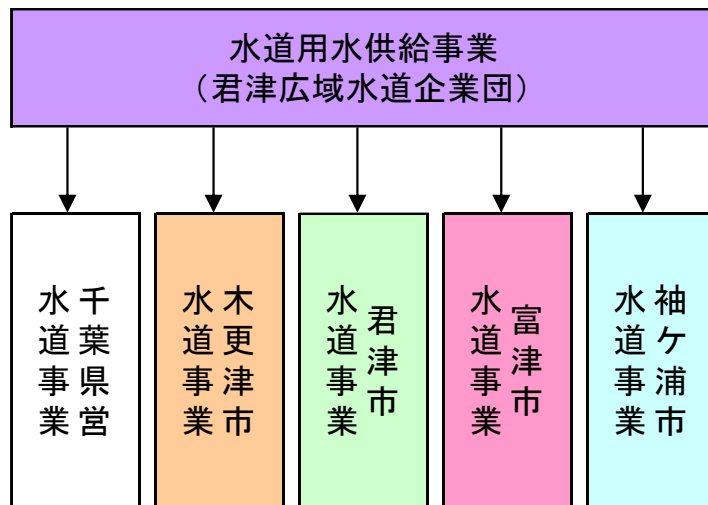 水道用水供給事業
（君津広域水道企業団）
千葉県営
水道事業
木更津市
水道事業
君津市
水道事業
富津市
水道事業
袖ケ浦市
水道事業